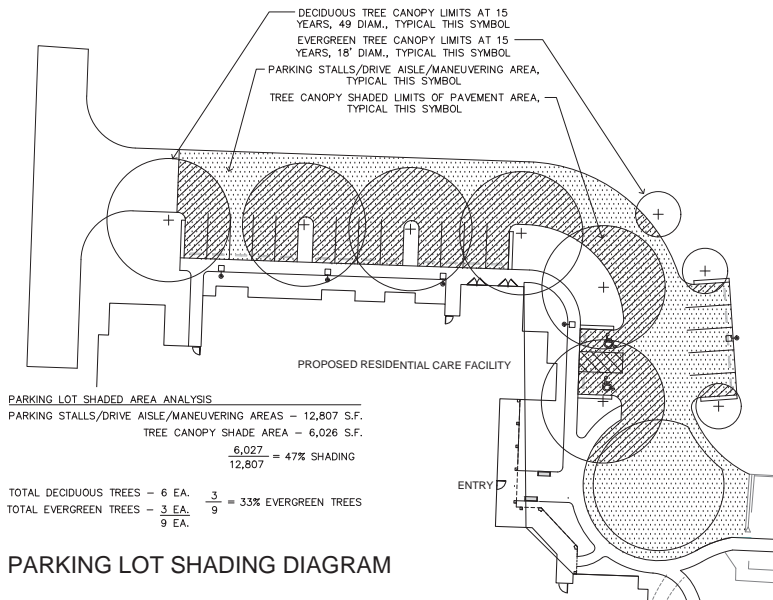 DECIDUOUS TREE CANOPY LIMITS AT 15
YEARS, 49 DIAM., TYPICAL THIS SYMBOL
EVERGREEN TREE CANOPY LIMITS AT 15
YEARS, 18' DIAM., TYPICAL THIS SYMBOL
PARKING STALLS/DRIVE AISLE/MANEUVERING AREA,
TYPICAL THIS SYMBOL
TREE CANOPY SHADED LIMITS OF PAVEMENT AREA,
TYPICAL THIS SYMBOL
PROPOSED RESIDENTIAL CARE FACILITY
PARKING LOT SHADED AREA ANALYSIS
PARKING STALLS/DRIVE AISLE/MANEUVERING AREAS – 12,807 S.F.
TREE CANOPY SHADE AREA – 6,026 S.F.
6,027
12,807 = 47% SHADING
ENTRY
TOTAL DECIDUOUS TREES – 6 EA.
TOTAL EVERGREEN TREES – 3 EA.
9 EA.
3
9 = 33% EVERGREEN TREES
PARKING LOT SHADING DIAGRAM